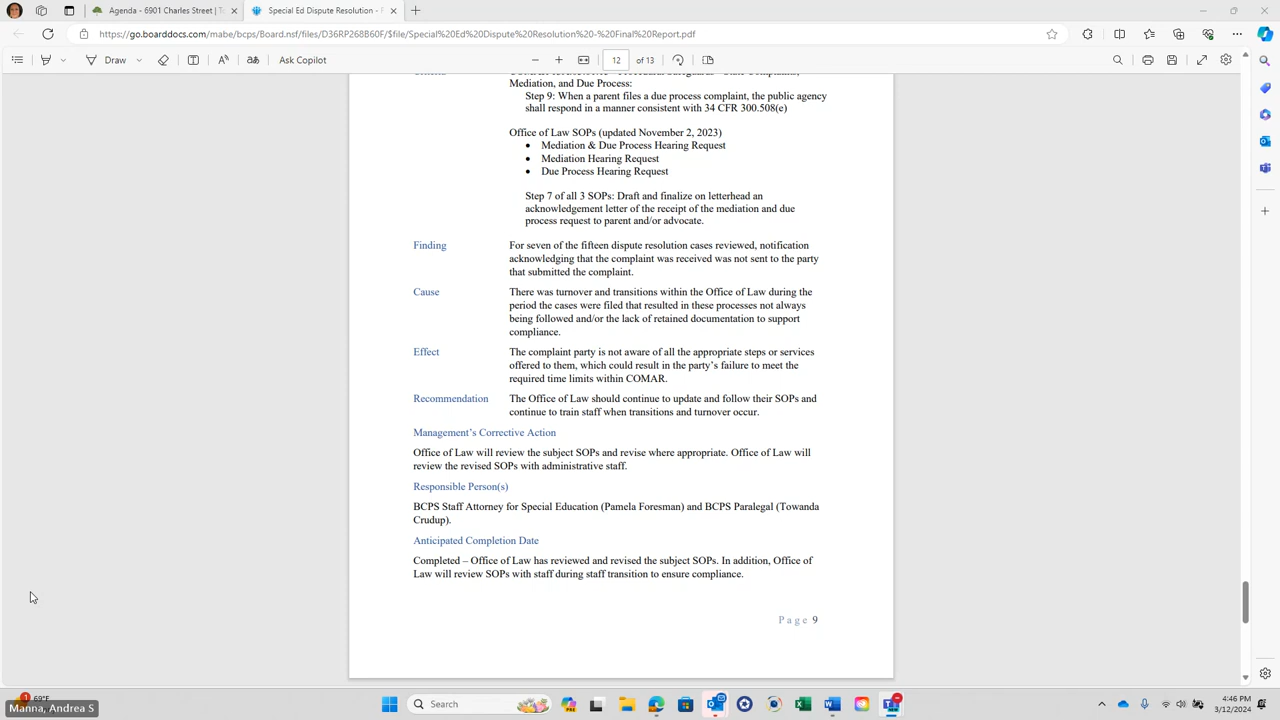 Agenda - 6901 Charles Street | T
Special Ed Dispute Resolution - F
https://go.boarddocs.com/mabe/bcps/Board.nsf/files/D36RP268B60F/$file/Special%20Ed%20Dispute%20Resolution%20-%20Final%20Report.pdf
Draw
Ask Copilot
12 of 13
Mediation, and Due Process:
Step 9: When a parent files a due process complaint, the public agency
shall respond in a manner consistent with 34 CFR 300.508(e)
Office of Law SOPs (updated November 2, 2023)
• Mediation & Due Process Hearing Request
• Mediation Hearing Request
• Due Process Hearing Request
Step 7 of all 3 SOPs: Draft and finalize on letterhead an
acknowledgement letter of the receipt of the mediation and due
process request to parent and/or advocate.
Finding For seven of the fifteen dispute resolution cases reviewed, notification
acknowledging that the complaint was received was not sent to the party
that submitted the complaint.
Cause There was turnover and transitions within the Office of Law during the
period the cases were filed that resulted in these processes not always
being followed and/or the lack of retained documentation to support
compliance.
Effect The complaint party is not aware of all the appropriate steps or services
offered to them, which could result in the party's failure to meet the
required time limits within COMAR.
Recommendation The Office of Law should continue to update and follow their SOPs and
continue to train staff when transitions and turnover occur.
Management's Corrective Action
Office of Law will review the subject SOPs and revise where appropriate. Office of Law will
review the revised SOPs with administrative staff.
Responsible Person(s)
BCPS Staff Attorney for Special Education (Pamela Foresman) and BCPS Paralegal (Towanda
Crudup).
Anticipated Completion Date
Completed – Office of Law has reviewed and revised the subject SOPs. In addition, Office of
Law will review SOPs with staff during staff transition to ensure compliance.
Page 9
1
69°F
Manna, Andrea S
Search
4:46 PM
3/12/2024